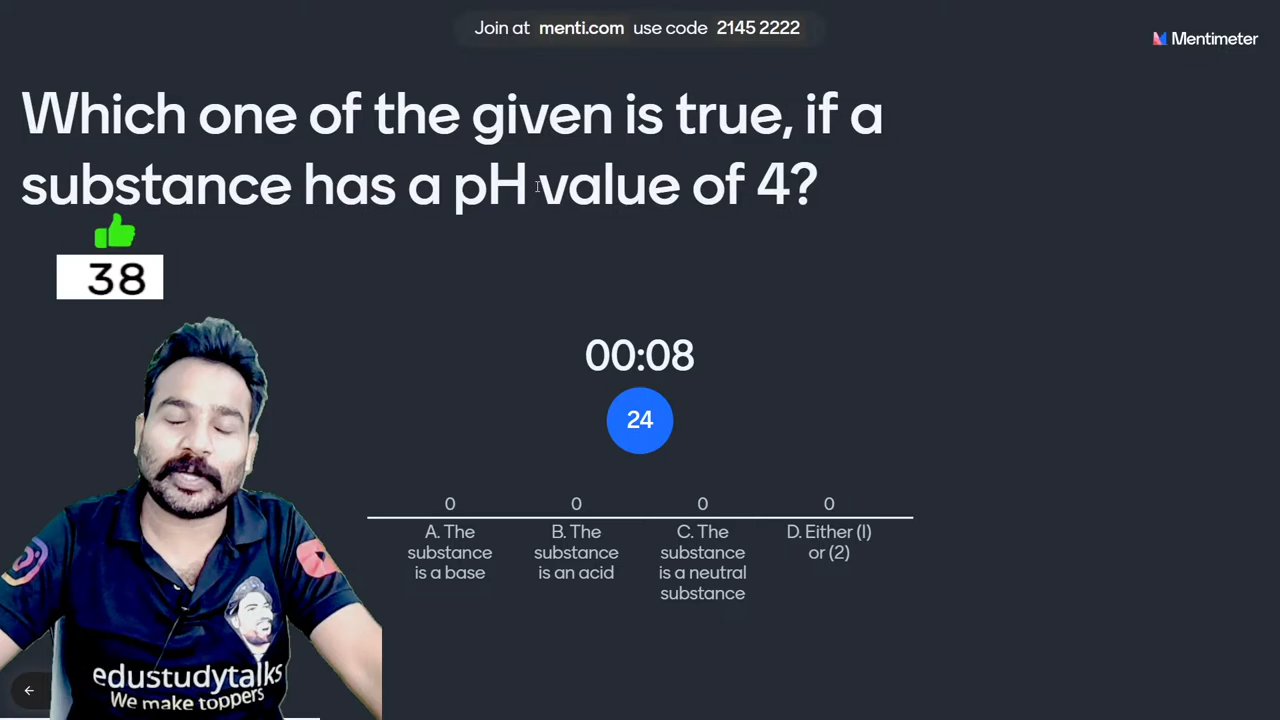 Join at menti.com use code 2145 2222
Mentimeter
Which one of the given is true, if a
substance has a pH value of 4?
38
00:08
24
0 0 0 0
A. The
substance
is a base
B. The
substance
is an acid
C. The
substance
is a neutral
substance
D. Either (I)
or (2)
edustudytalks
We make toppers